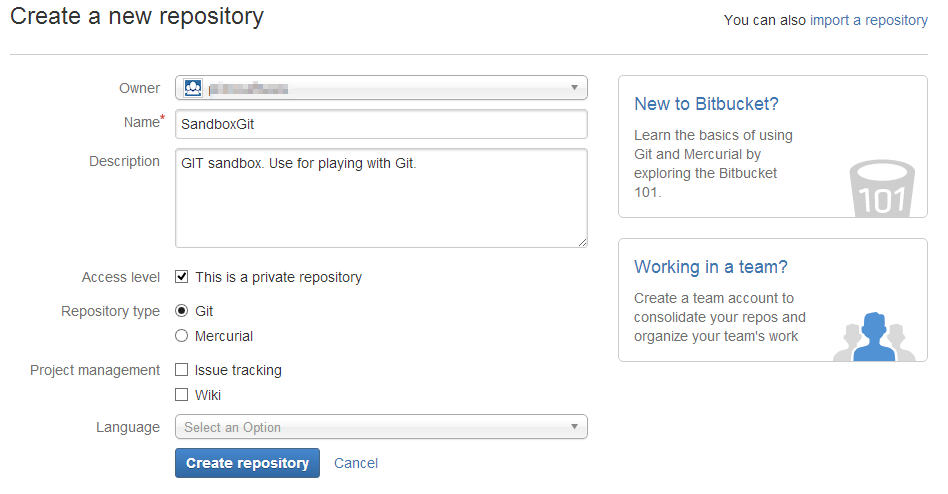 Create a new repository
You can also import a repository
Owner
Name*
SandboxGit
Description
GIT sandbox. Use for playing with Git.
Access level
This is a private repository
Repository type
Git
Mercurial
Project management
Issue tracking
Wiki
Language
Select an Option
Create repository
Cancel
New to Bitbucket?
Learn the basics of using
Git and Mercurial by
exploring the Bitbucket
101.
101
Working in a team?
Create a team account to
consolidate your repos and
organize your team's work